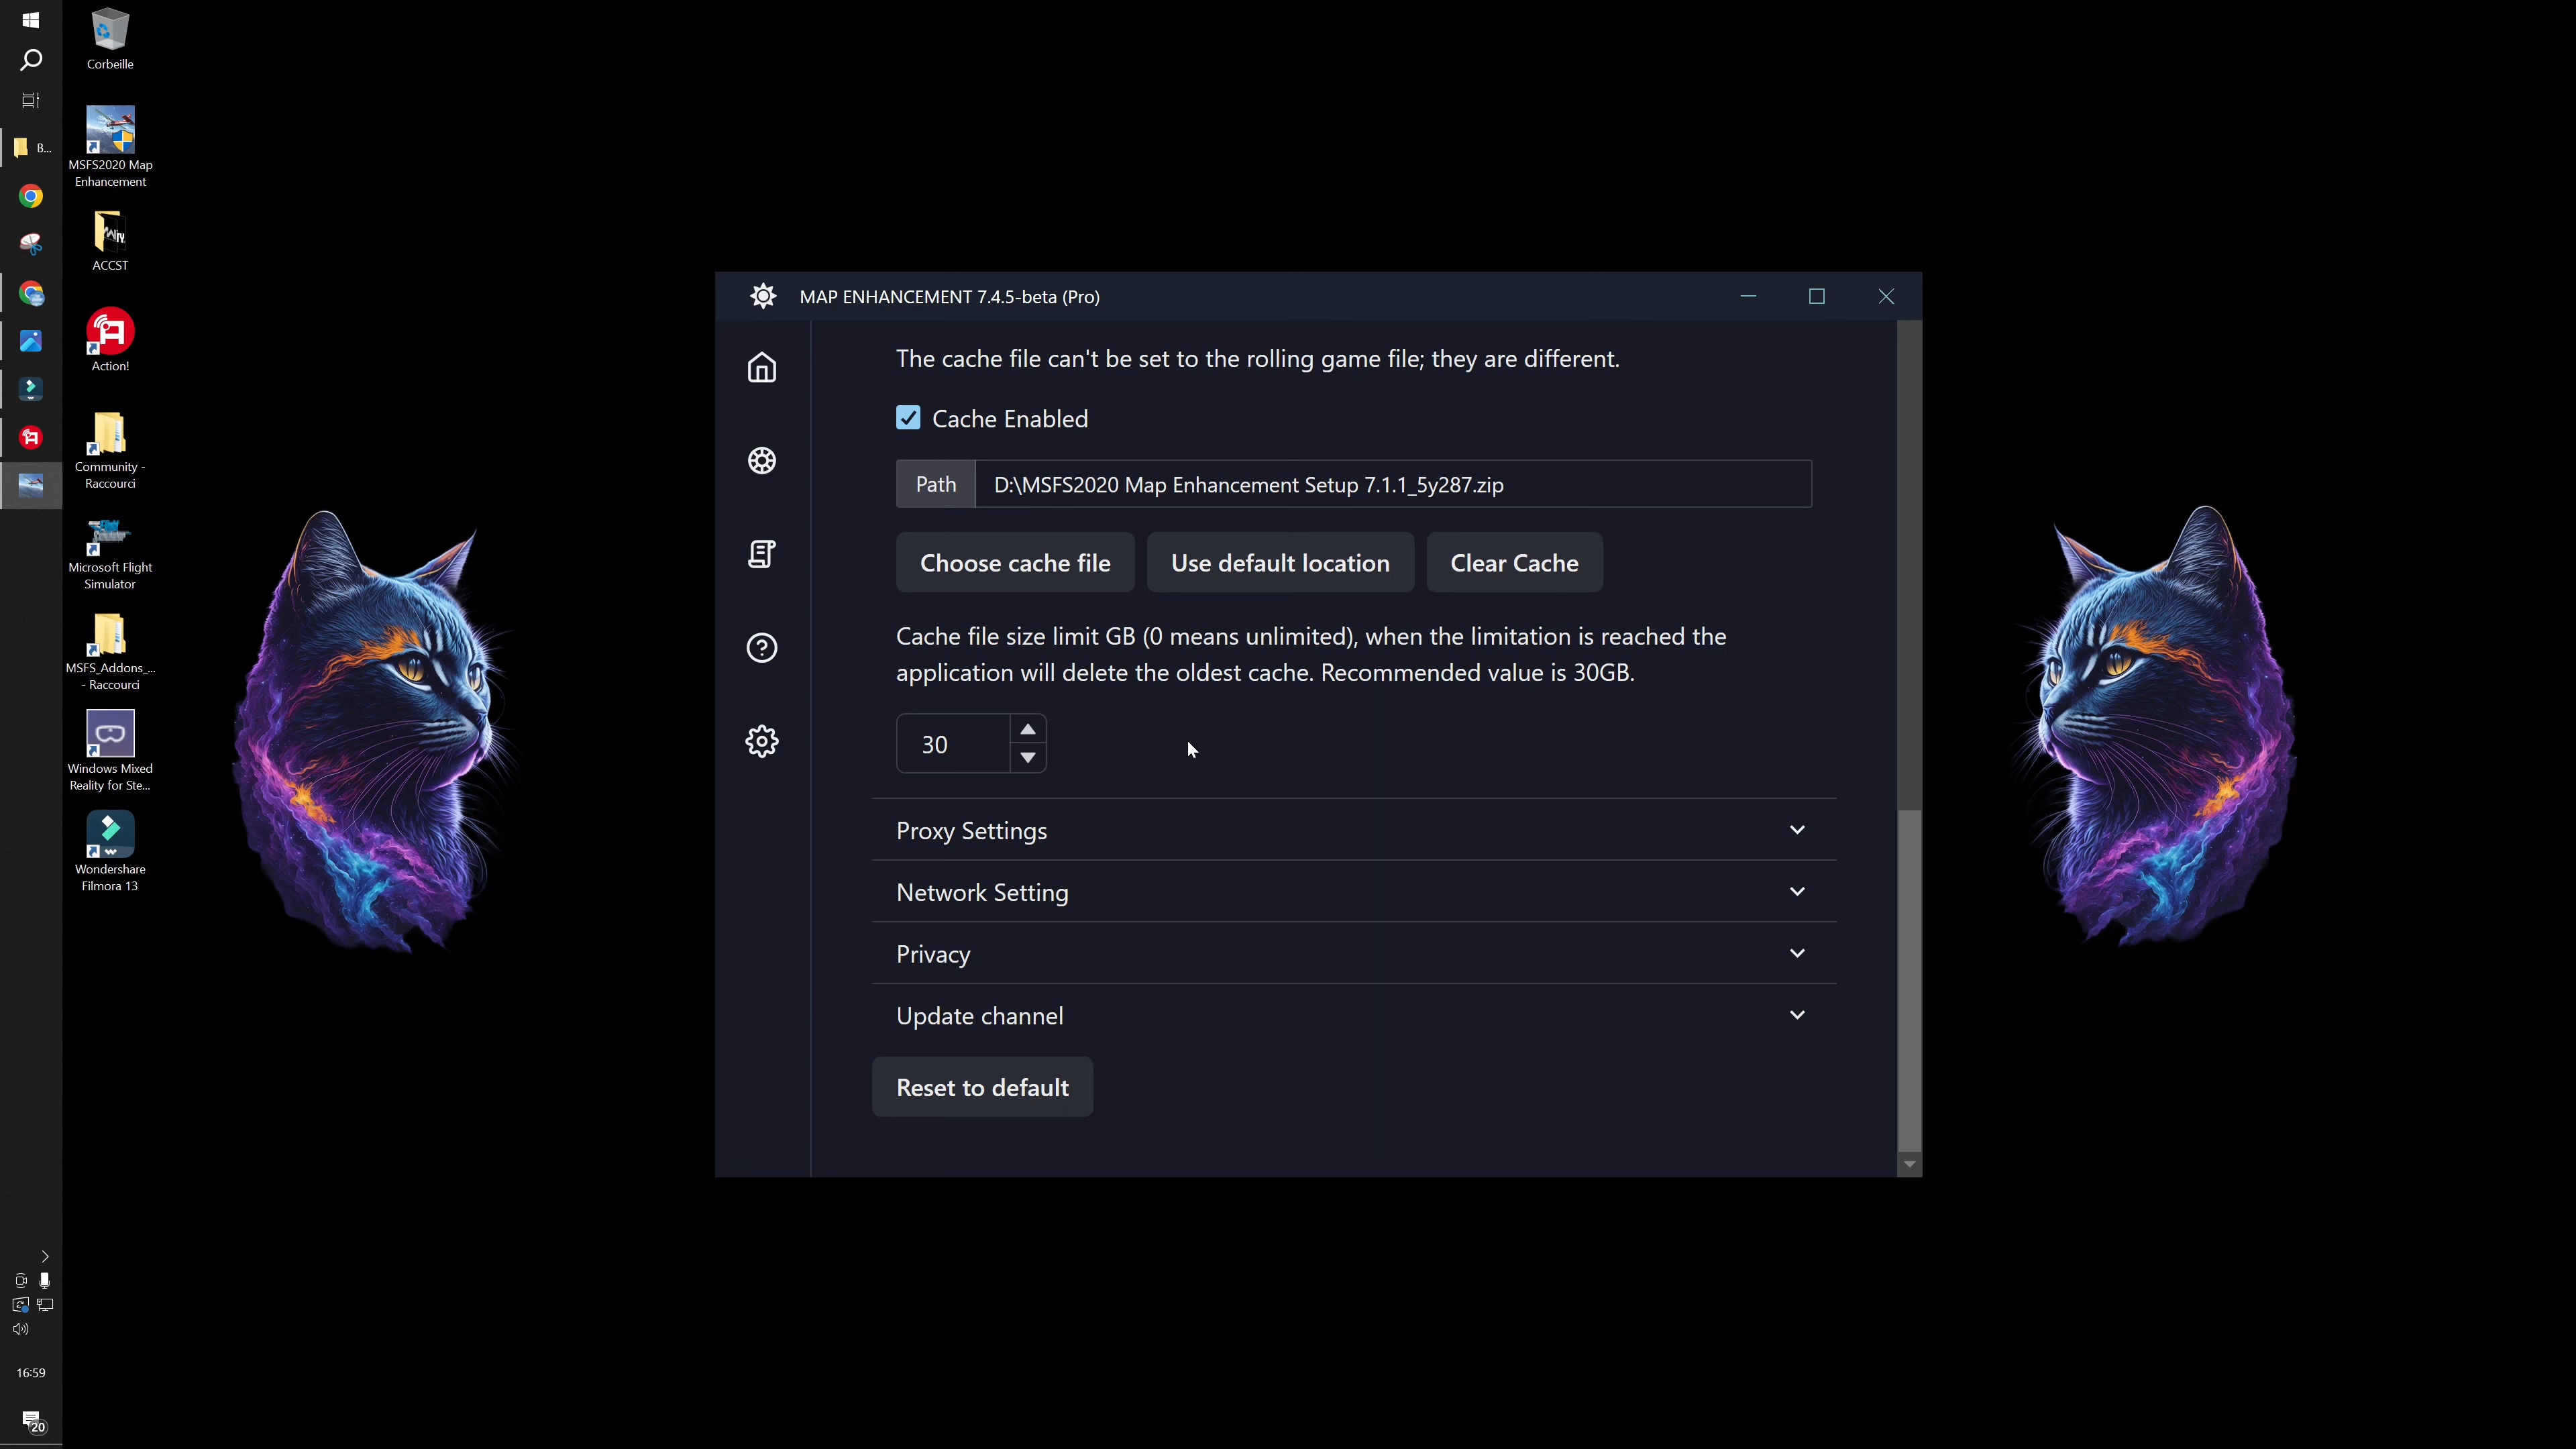 Corbeille
MSFS2020 Map
Enhancement
B...
ACCST
Action!
Community -
Raccourci
Microsoft Flight
Simulator
MSFS_Addons_...
- Raccourci
Windows Mixed
Reality for Ste...
Wondershare
Filmora 13
16:59
20
MAP ENHANCEMENT 7.4.5-beta (Pro)
The cache file can't be set to the rolling game file; they are different.
Cache Enabled
Path D:\MSFS2020 Map Enhancement Setup 7.1.1_5y287.zip
Choose cache file Use default location Clear Cache
Cache file size limit GB (0 means unlimited), when the limitation is reached the
application will delete the oldest cache. Recommended value is 30GB.
30
Proxy Settings
Network Setting
Privacy
Update channel
Reset to default